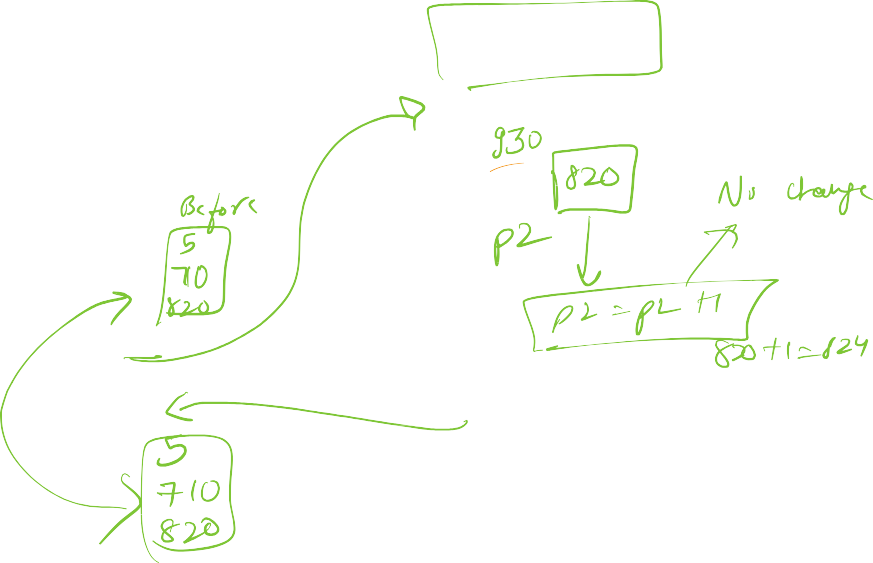 930
820
No change
Before
5
710
820
p2
p2 = p2 + 1
820 + 1 = 824
5
710
820